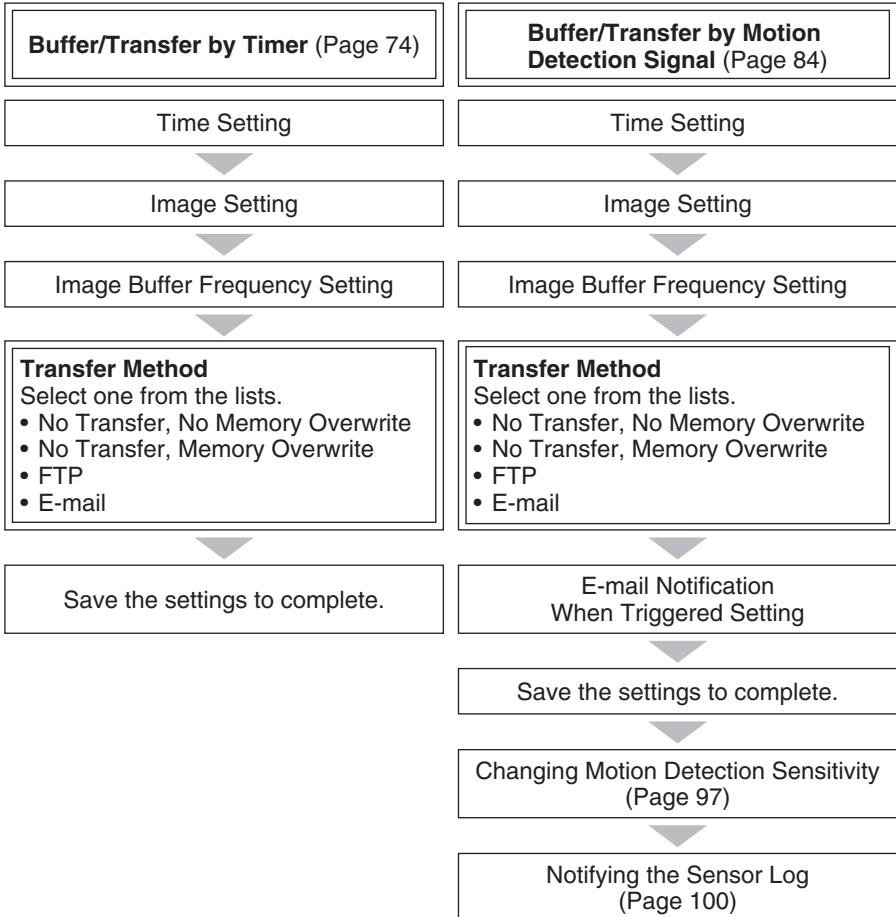 Buffer/Transfer by Timer (Page 74)
Time Setting
Image Setting
Image Buffer Frequency Setting
Transfer Method
Select one from the lists.
• No Transfer, No Memory Overwrite
• No Transfer, Memory Overwrite
• FTP
• E-mail
Save the settings to complete.
Buffer/Transfer by Motion
Detection Signal (Page 84)
Time Setting
Image Setting
Image Buffer Frequency Setting
Transfer Method
Select one from the lists.
• No Transfer, No Memory Overwrite
• No Transfer, Memory Overwrite
• FTP
• E-mail
E-mail Notification
When Triggered Setting
Save the settings to complete.
Changing Motion Detection Sensitivity
(Page 97)
Notifying the Sensor Log
(Page 100)